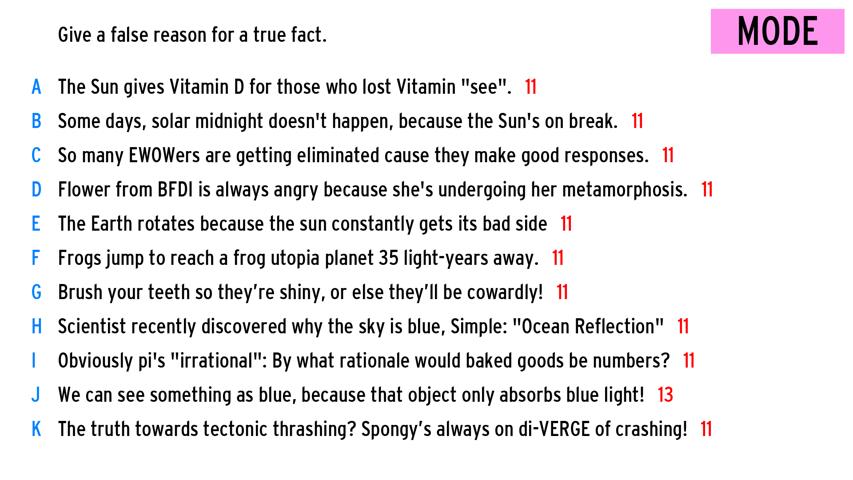 Give a false reason for a true fact.
MODE
A The Sun gives Vitamin D for those who lost Vitamin "see". 11
B Some days, solar midnight doesn't happen, because the Sun's on break. 11
C So many EWOWers are getting eliminated cause they make good responses. 11
D Flower from BFDI is always angry because she's undergoing her metamorphosis. 11
E The Earth rotates because the sun constantly gets its bad side 11
F Frogs jump to reach a frog utopia planet 35 light-years away. 11
G Brush your teeth so they’re shiny, or else they’ll be cowardly! 11
H Scientist recently discovered why the sky is blue, Simple: "Ocean Reflection" 11
I Obviously pi's "irrational": By what rationale would baked goods be numbers? 11
J We can see something as blue, because that object only absorbs blue light! 13
K The truth towards tectonic thrashing? Spongy’s always on di-VERGE of crashing! 11